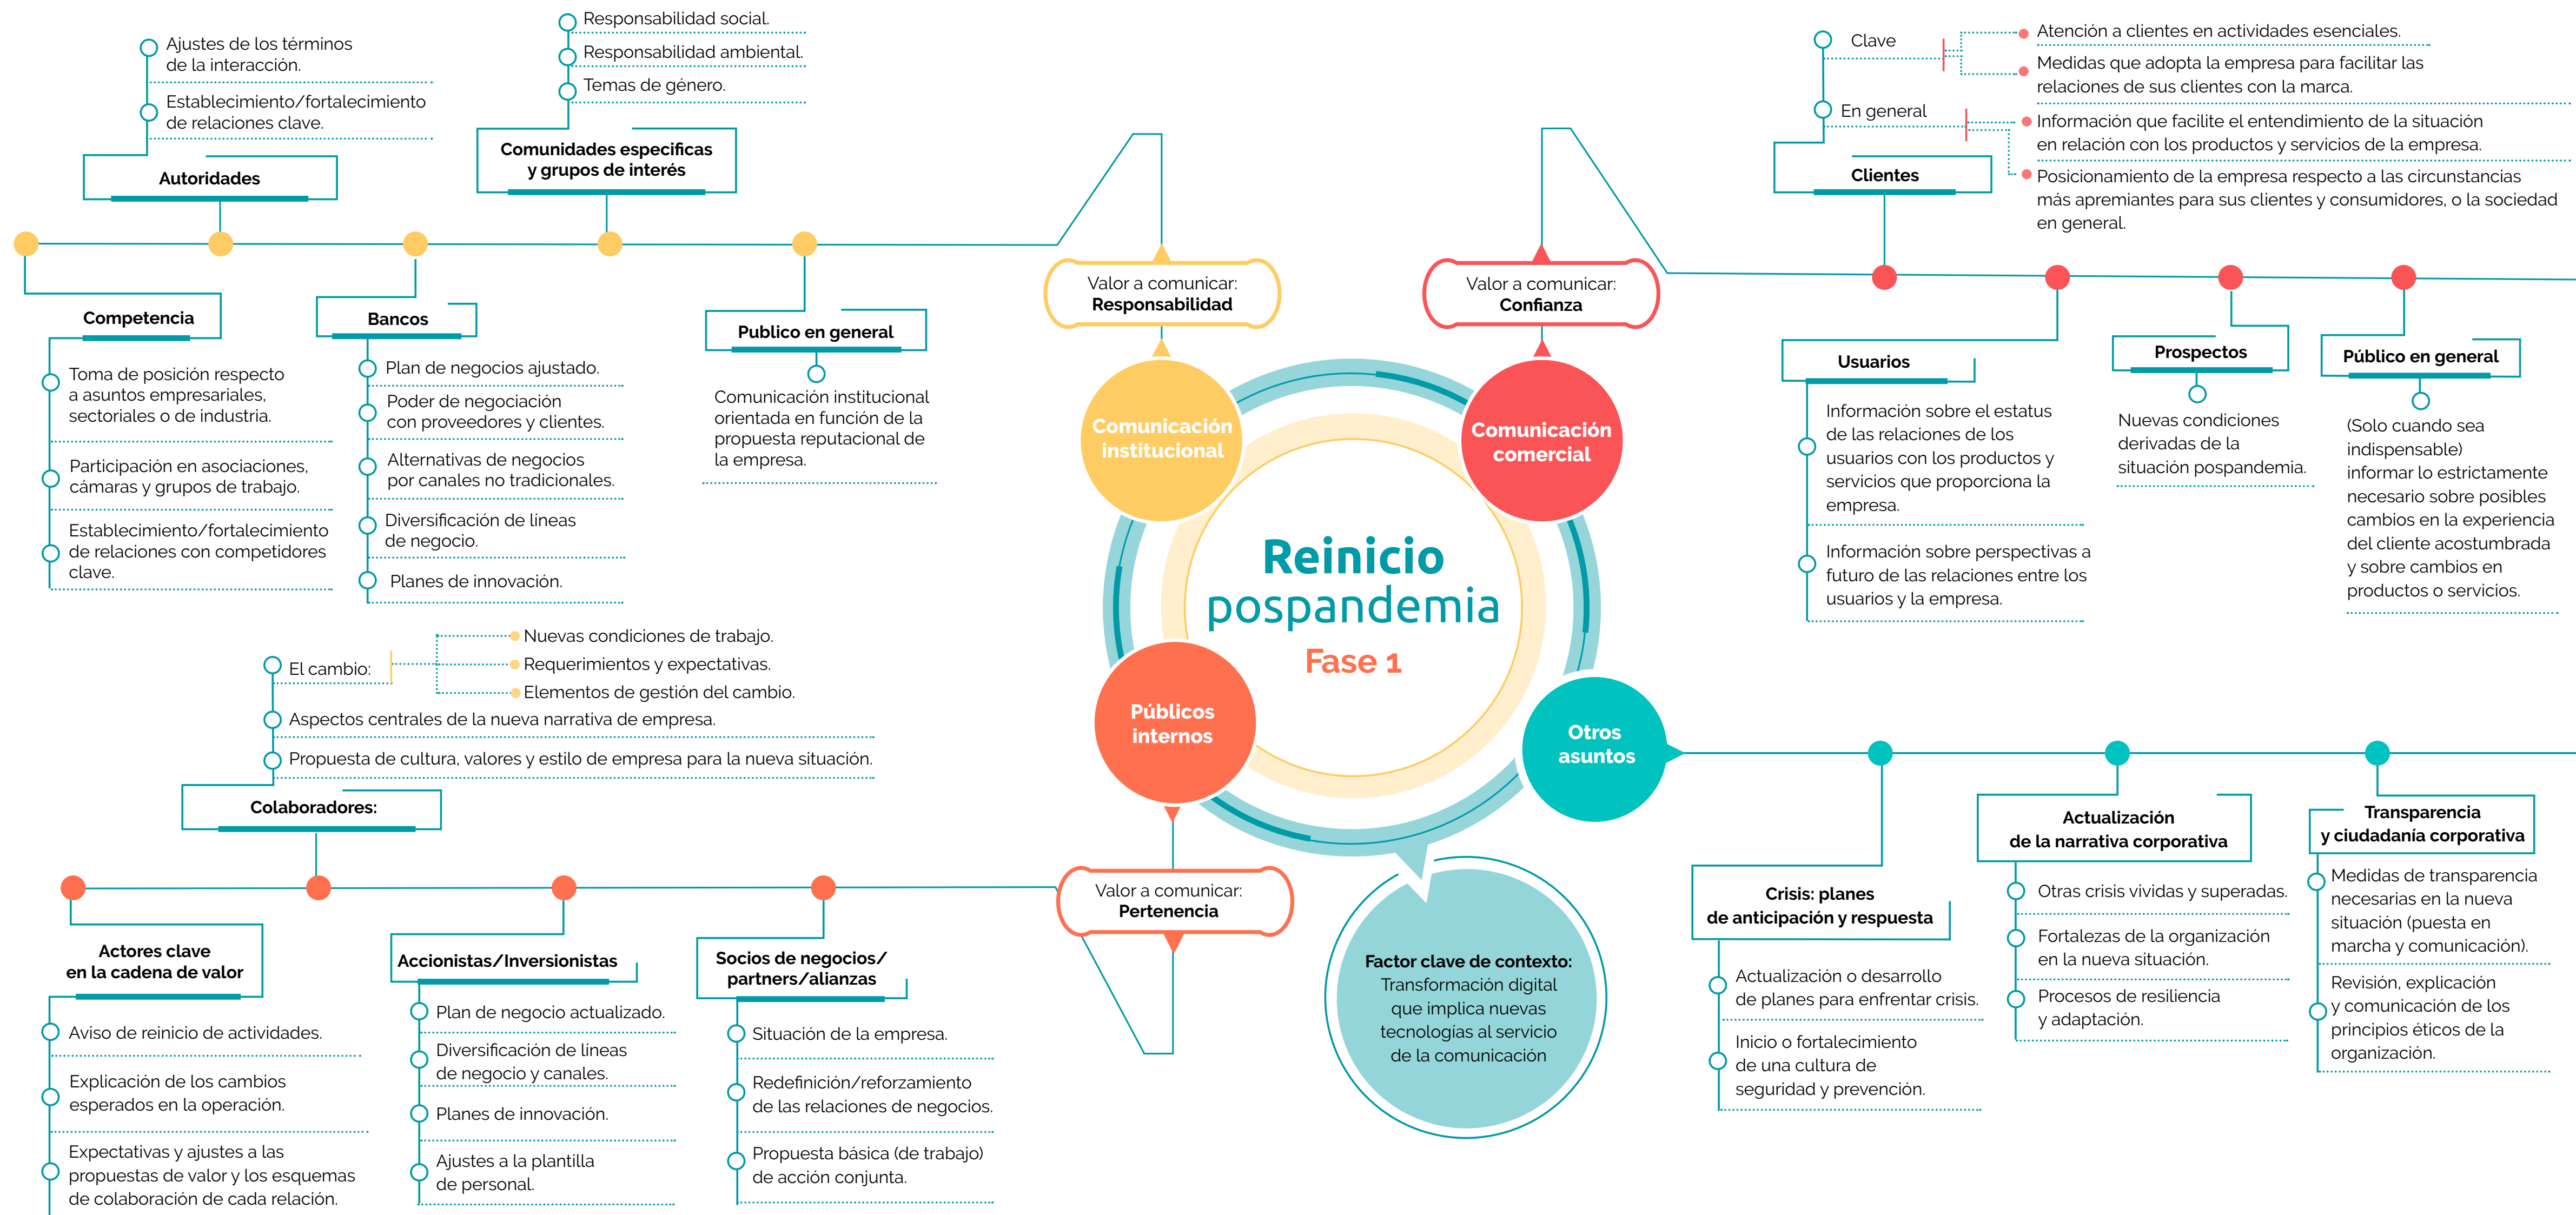 Ajustes de los términos
de la interacción.
Establecimiento/fortalecimiento
de relaciones clave.
Autoridades
Responsabilidad social.
Responsabilidad ambiental.
Temas de género.
Comunidades especificas
y grupos de interés
Competencia
Toma de posición respecto
a asuntos empresariales,
sectoriales o de industria.
Participación en asociaciones,
cámaras y grupos de trabajo.
Establecimiento/fortalecimiento
de relaciones con competidores
clave.
Bancos
Plan de negocios ajustado.
Poder de negociación
con proveedores y clientes.
Alternativas de negocios
por canales no tradicionales.
Diversificación de líneas
de negocio.
Planes de innovación.
Publico en general
Comunicación institucional
orientada en función de la
propuesta reputacional de
la empresa.
Valor a comunicar:
Responsabilidad
Comunicación
institucional
Valor a comunicar:
Confianza
Comunicación
comercial
Clave
Atención a clientes en actividades esenciales.
Medidas que adopta la empresa para facilitar las
relaciones de sus clientes con la marca.
En general
Información que facilite el entendimiento de la situación
en relación con los productos y servicios de la empresa.
Posicionamiento de la empresa respecto a las circunstancias
más apremiantes para sus clientes y consumidores, o la sociedad
en general.
Clientes
Usuarios
Información sobre el estatus
de las relaciones de los
usuarios con los productos y
servicios que proporciona la
empresa.
Información sobre perspectivas a
futuro de las relaciones entre los
usuarios y la empresa.
Prospectos
Nuevas condiciones
derivadas de la
situación pospandemia.
Público en general
(Solo cuando sea
indispensable)
informar lo estrictamente
necesario sobre posibles
cambios en la experiencia
del cliente acostumbrada
y sobre cambios en
productos o servicios.
Reinicio
pospandemia
Fase 1
El cambio:
Nuevas condiciones de trabajo.
Requerimientos y expectativas.
Elementos de gestión del cambio.
Aspectos centrales de la nueva narrativa de empresa.
Propuesta de cultura, valores y estilo de empresa para la nueva situación.
Colaboradores:
Públicos
internos
Valor a comunicar:
Pertenencia
Actores clave
en la cadena de valor
Aviso de reinicio de actividades.
Explicación de los cambios
esperados en la operación.
Expectativas y ajustes a las
propuestas de valor y los esquemas
de colaboración de cada relación.
Accionistas/Inversionistas
Plan de negocio actualizado.
Diversificación de líneas
de negocio y canales.
Planes de innovación.
Ajustes a la plantilla
de personal.
Socios de negocios/
partners/alianzas
Situación de la empresa.
Redefinición/reforzamiento
de las relaciones de negocios.
Propuesta básica (de trabajo)
de acción conjunta.
Factor clave de contexto:
Transformación digital
que implica nuevas
tecnologías al servicio
de la comunicación
Otros
asuntos
Crisis: planes
de anticipación y respuesta
Actualización o desarrollo
de planes para enfrentar crisis.
Inicio o fortalecimiento
de una cultura de
seguridad y prevención.
Actualización
de la narrativa corporativa
Otras crisis vividas y superadas.
Fortalezas de la organización
en la nueva situación.
Procesos de resiliencia
y adaptación.
Transparencia
y ciudadanía corporativa
Medidas de transparencia
necesarias en la nueva
situación (puesta en
marcha y comunicación).
Revisión, explicación
y comunicación de los
principios éticos de la
organización.